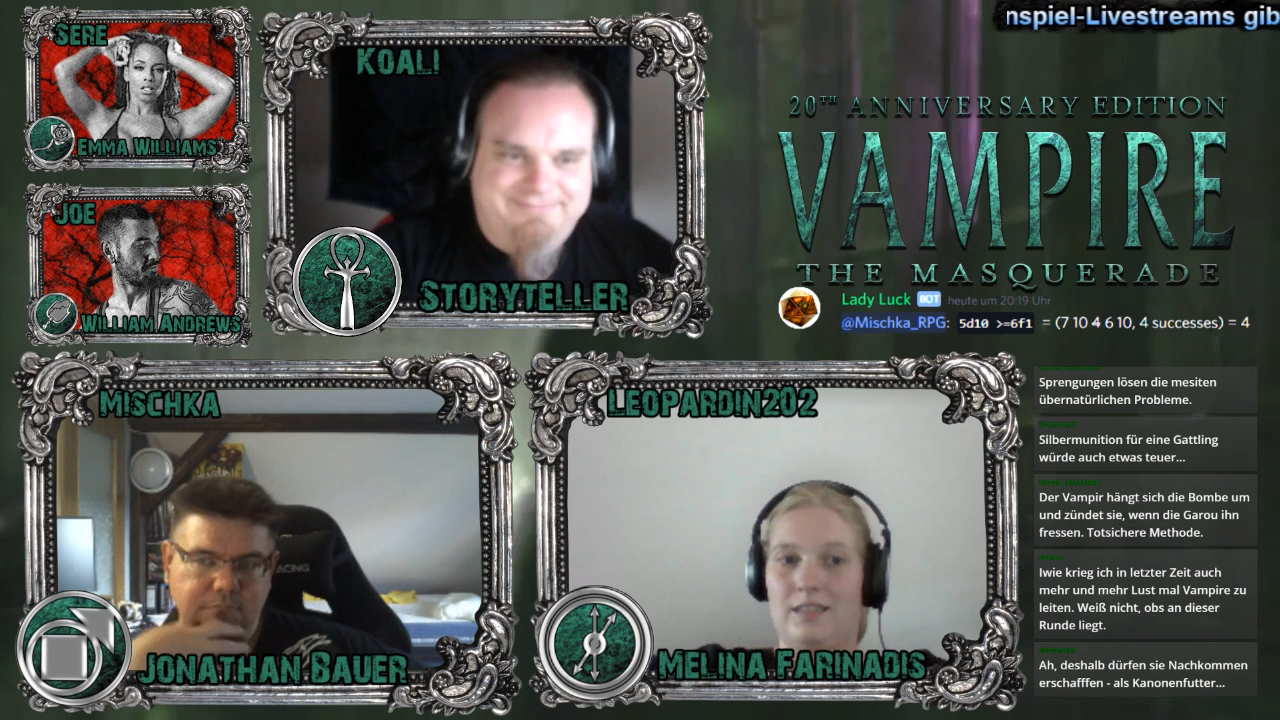 nspiel-Livestreams gib
SERE
EMMA WILLIAMS
KOALI
STORYTELLER
20TH ANNIVERSARY EDITION
VAMPIRE
THE MASQUERADE
JOE
WILLIAM ANDREWS
Lady Luck BOT heute um 20:19 Uhr
@Mischka_RPG: 5d10 >=6f1 = (7 10 4 6 10, 4 successes) = 4
MISCHKA
JONATHAN BAUER
ACING
LEOPARDIN202
MELINA FARINADIS
Sprengungen lösen die mesiten
übernatürlichen Probleme.
Silbermunition für eine Gattling
würde auch etwas teuer...
Der Vampir hängt sich die Bombe um
und zündet sie, wenn die Garou ihn
fressen. Totsichere Methode.
Iwie krieg ich in letzter Zeit auch
mehr und mehr Lust mal Vampire zu
leiten. Weiß nicht, obs an dieser
Runde liegt.
Ah, deshalb dürfen sie Nachkommen
erschafffen - als Kanonenfutter...